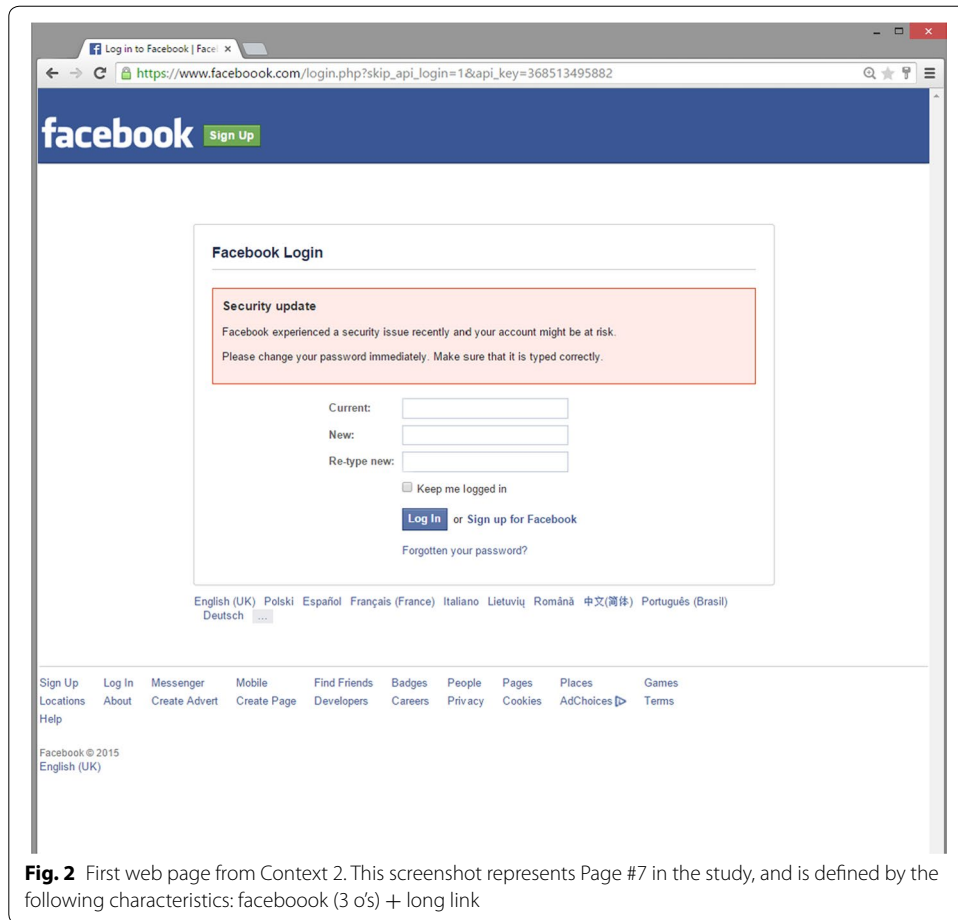 Log in to Facebook | Face
https://www.faceboook.com/login.php?skip_api_login=1&api_key=368513495882
facebook Sign Up
Facebook Login
Security update
Facebook experienced a security issue recently and your account might be at risk.
Please change your password immediately. Make sure that it is typed correctly.
Current:
New:
Re-type new:
Keep me logged in
Log In or Sign up for Facebook
Forgotten your password?
English (UK) Polski Español Français (France) Italiano Lietuvių Română 中文(简体) Português (Brasil)
Deutsch ...
Sign Up Log In Messenger Mobile Find Friends Badges People Pages Places Games
Locations About Create Advert Create Page Developers Careers Privacy Cookies AdChoices Terms
Help
Facebook © 2015
English (UK)
Fig. 2 First web page from Context 2. This screenshot represents Page #7 in the study, and is defined by the
following characteristics: faceboook (3 o's) + long link